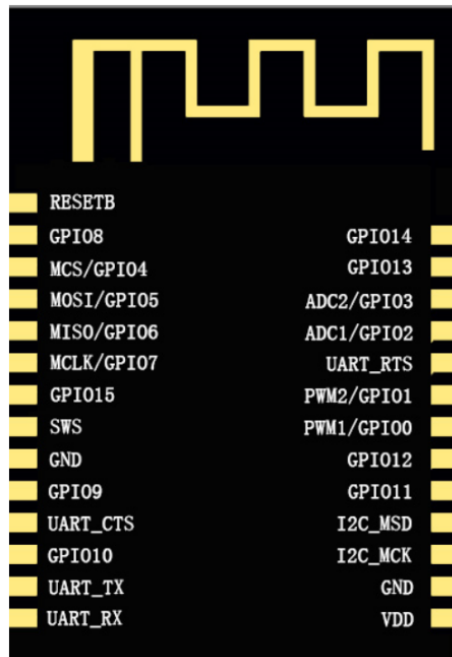 RESETB
GPIO8 GPIO14
MCS/GPIO4 GPIO13
MOSI/GPIO5 ADC2/GPIO3
MISO/GPIO6 ADC1/GPIO2
MCLK/GPIO7 UART_RTS
GPIO15 PWM2/GPIO1
SWS PWM1/GPIO0
GND GPIO12
GPIO9 GPIO11
UART_CTS I2C_MSD
GPIO10 I2C_MCK
UART_TX GND
UART_RX VDD